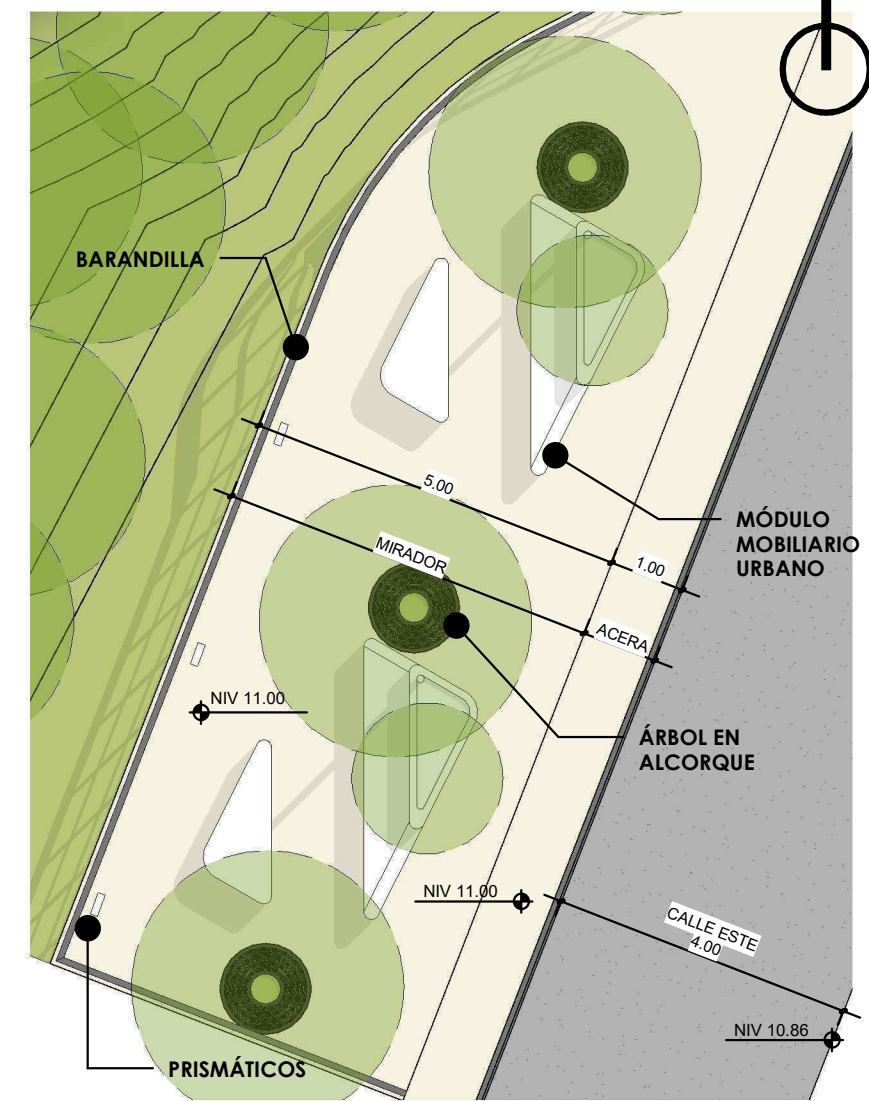 BARANDILLA
5.00
MÓDULO
MOBILIARIO
URBANO
MIRADOR
1.00
ACERA
NIV 11.00
ÁRBOL EN
ALCORQUE
NIV 11.00
CALLE ESTE
4.00
NIV 10.86
PRISMÁTICOS